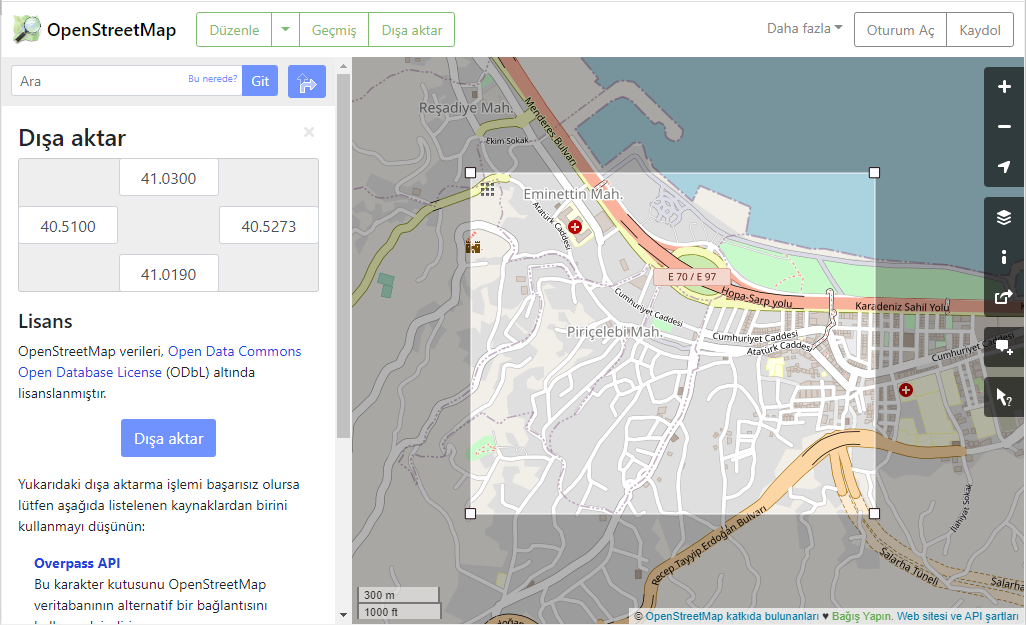 OpenStreetMap
Düzenle
Geçmiş
Dışa aktar
Daha fazla
Oturum Aç
Kaydol
Ara
Bu nerede?
Git
Dışa aktar
41.0300
40.5100
40.5273
41.0190
Lisans
OpenStreetMap verileri, Open Data Commons
Open Database License (ODbL) altında
lisanslanmıştır.
Dışa aktar
Yukarıdaki dışa aktarma işlemi başarısız olursa
lütfen aşağıda listelenen kaynaklardan birini
kullanmayı düşünün:
Overpass API
Bu karakter kutusunu OpenStreetMap
veritabanının alternatif bir bağlantısını
Reşadiye Mah.
Menderes Bulvarı
Ekim Sokak
Eminettin Mah.
Atatürk Caddesi
E 70 / E 97
Hopa-Sarp yolu
Karadeniz Sahil Yolu
Cumhuriyet Caddesi
Piriçelebi Mah.
Cumhuriyet Caddesi
Atatürk Caddesi
Cumhuriyet Caddesi
Recep Tayyip Erdoğan Bulvarı
İlahiyat Sokak
Salarha Tüneli
Salarha
300 m
1000 ft
© OpenStreetMap katkıda bulunanları ♥ Bağış Yapın. Web sitesi ve API şartları